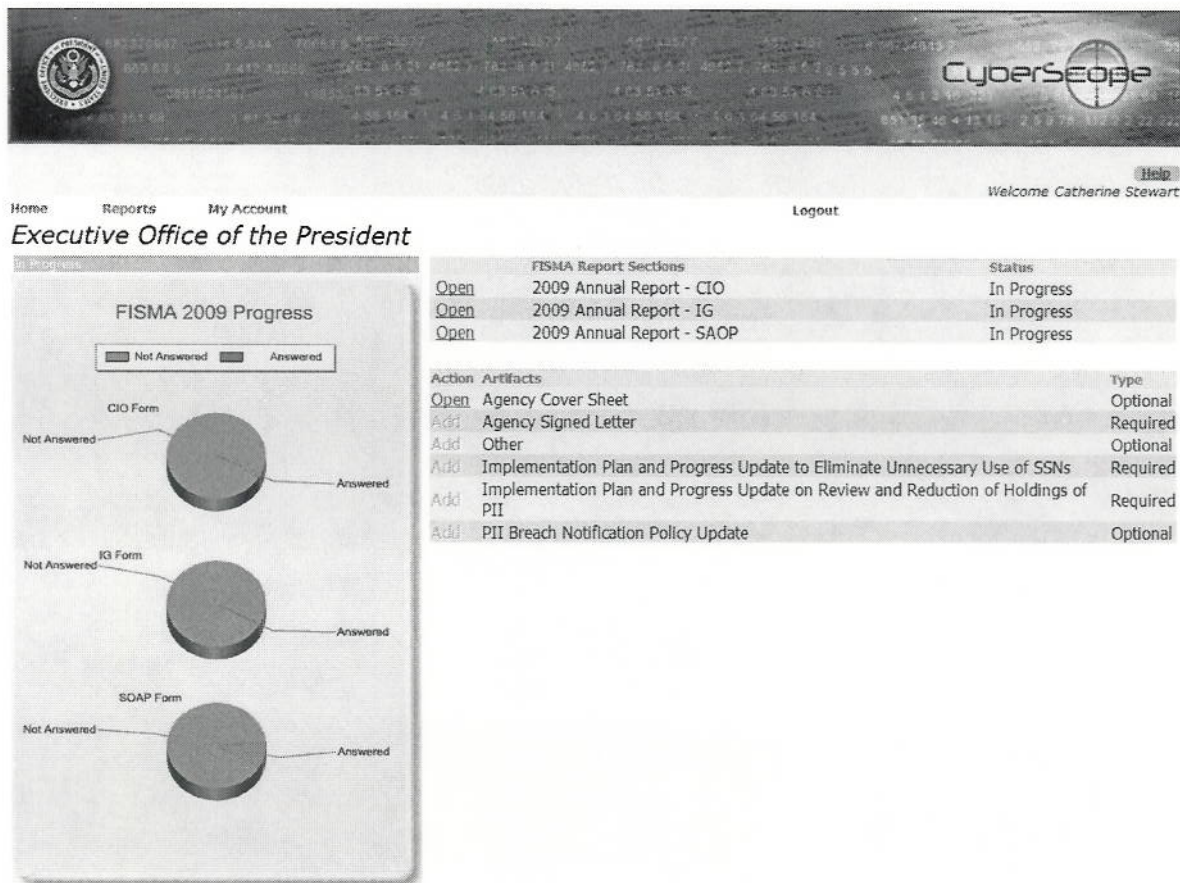 CyberScope
Help
Welcome Catherine Stewart
Home Reports My Account Logout
Executive Office of the President
In Progress
FISMA 2009 Progress
Not Answered Answered
CIO Form
Not Answered
Answered
IG Form
Not Answered
Answered
SOAP Form
Not Answered
Answered
FISMA Report Sections Status
Open 2009 Annual Report - CIO In Progress
Open 2009 Annual Report - IG In Progress
Open 2009 Annual Report - SAOP In Progress
Action Artifacts Type
Open Agency Cover Sheet Optional
Add Agency Signed Letter Required
Add Other Optional
Add Implementation Plan and Progress Update to Eliminate Unnecessary Use of SSNs Required
Add Implementation Plan and Progress Update on Review and Reduction of Holdings of
PII Required
Add PII Breach Notification Policy Update Optional